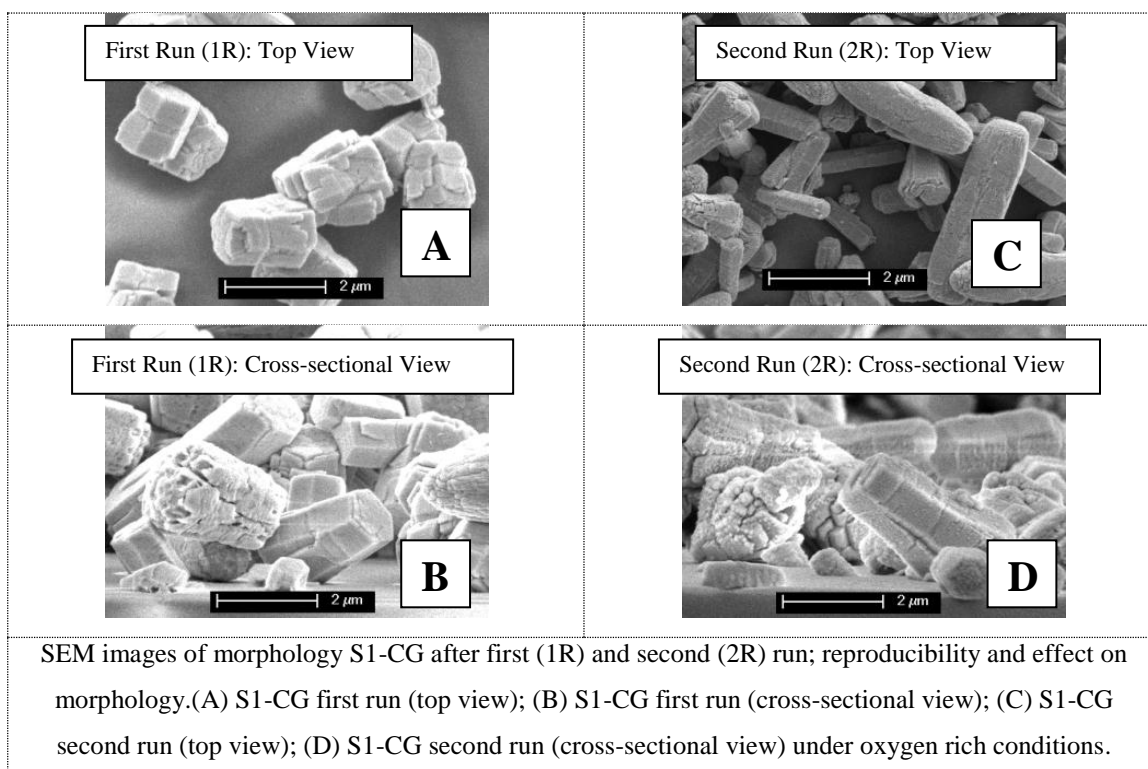 First Run (1R): Top View
A
2 µm
Second Run (2R): Top View
C
2 µm
First Run (1R): Cross-sectional View
B
2 µm
Second Run (2R): Cross-sectional View
D
2 µm
SEM images of morphology S1-CG after first (1R) and second (2R) run; reproducibility and effect on
morphology.(A) S1-CG first run (top view); (B) S1-CG first run (cross-sectional view); (C) S1-CG
second run (top view); (D) S1-CG second run (cross-sectional view) under oxygen rich conditions.